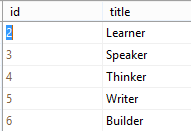 id title
2 Learner
3 Speaker
4 Thinker
5 Writer
6 Builder